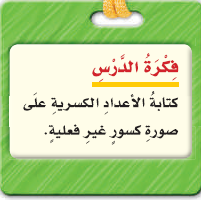 فِكْرَةُ الدَّرْسِ
كتابةُ الأعدادِ الكسريةِ علَى
صورةِ كسورٍ غيرِ فعليةٍ.